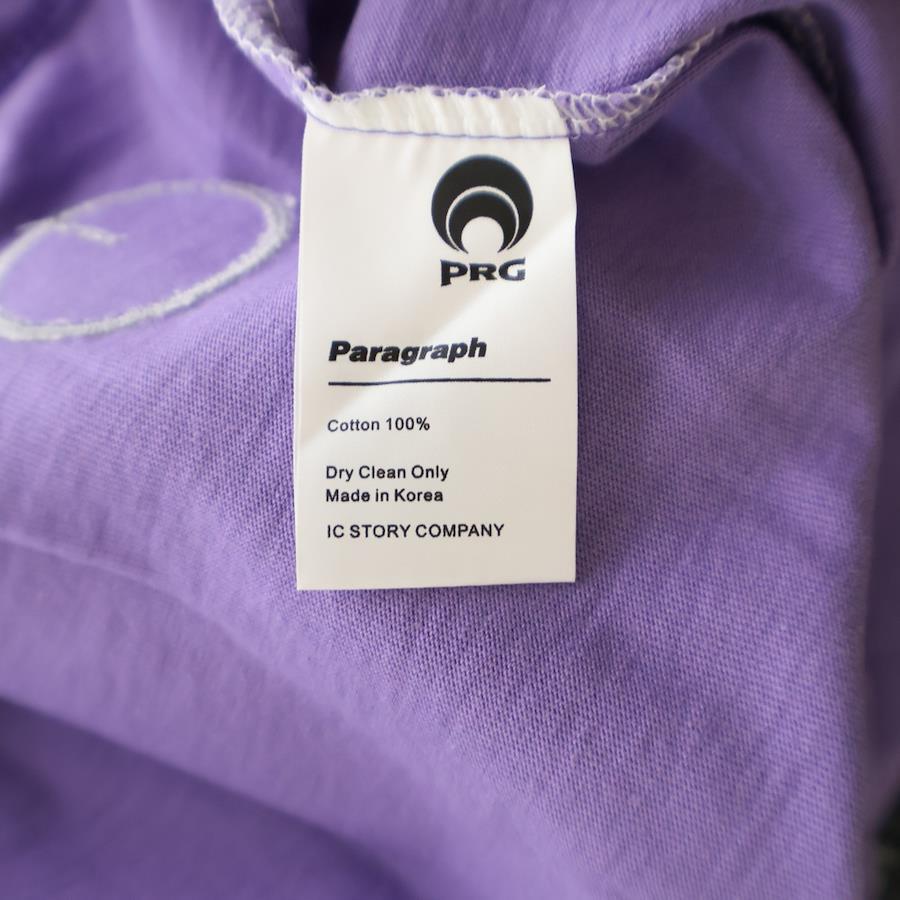 PRG
Paragraph
Cotton 100%
Dry Clean Only
Made in Korea
IC STORY COMPANY